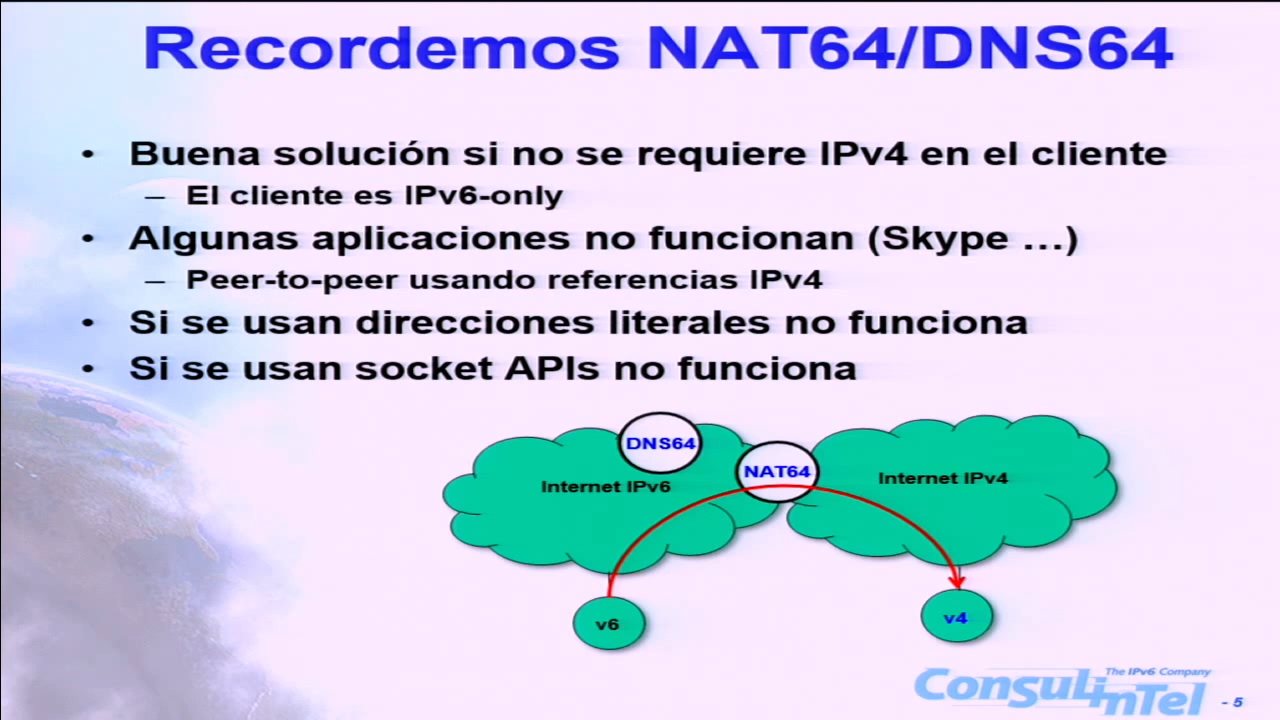 Recordemos NAT64/DNS64
• Buena solución si no se requiere IPv4 en el cliente
– El cliente es IPv6-only
• Algunas aplicaciones no funcionan (Skype …)
– Peer-to-peer usando referencias IPv4
• Si se usan direcciones literales no funciona
• Si se usan socket APIs no funciona
DNS64
NAT64
Internet IPv6
Internet IPv4
v6
v4
The IPv6 Company
ConsulinTel
- 5